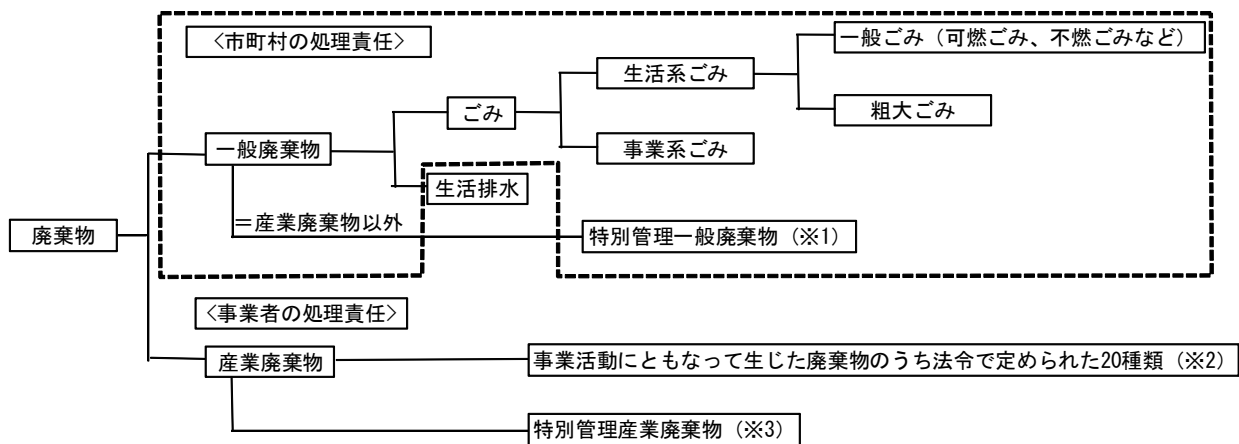 〈市町村の処理責任〉
一般ごみ（可燃ごみ、不燃ごみなど）
生活系ごみ
ごみ
粗大ごみ
一般廃棄物
事業系ごみ
生活排水
＝産業廃棄物以外
廃棄物
特別管理一般廃棄物（※1）
〈事業者の処理責任〉
産業廃棄物
事業活動にともなって生じた廃棄物のうち法令で定められた20種類（※2）
特別管理産業廃棄物（※3）